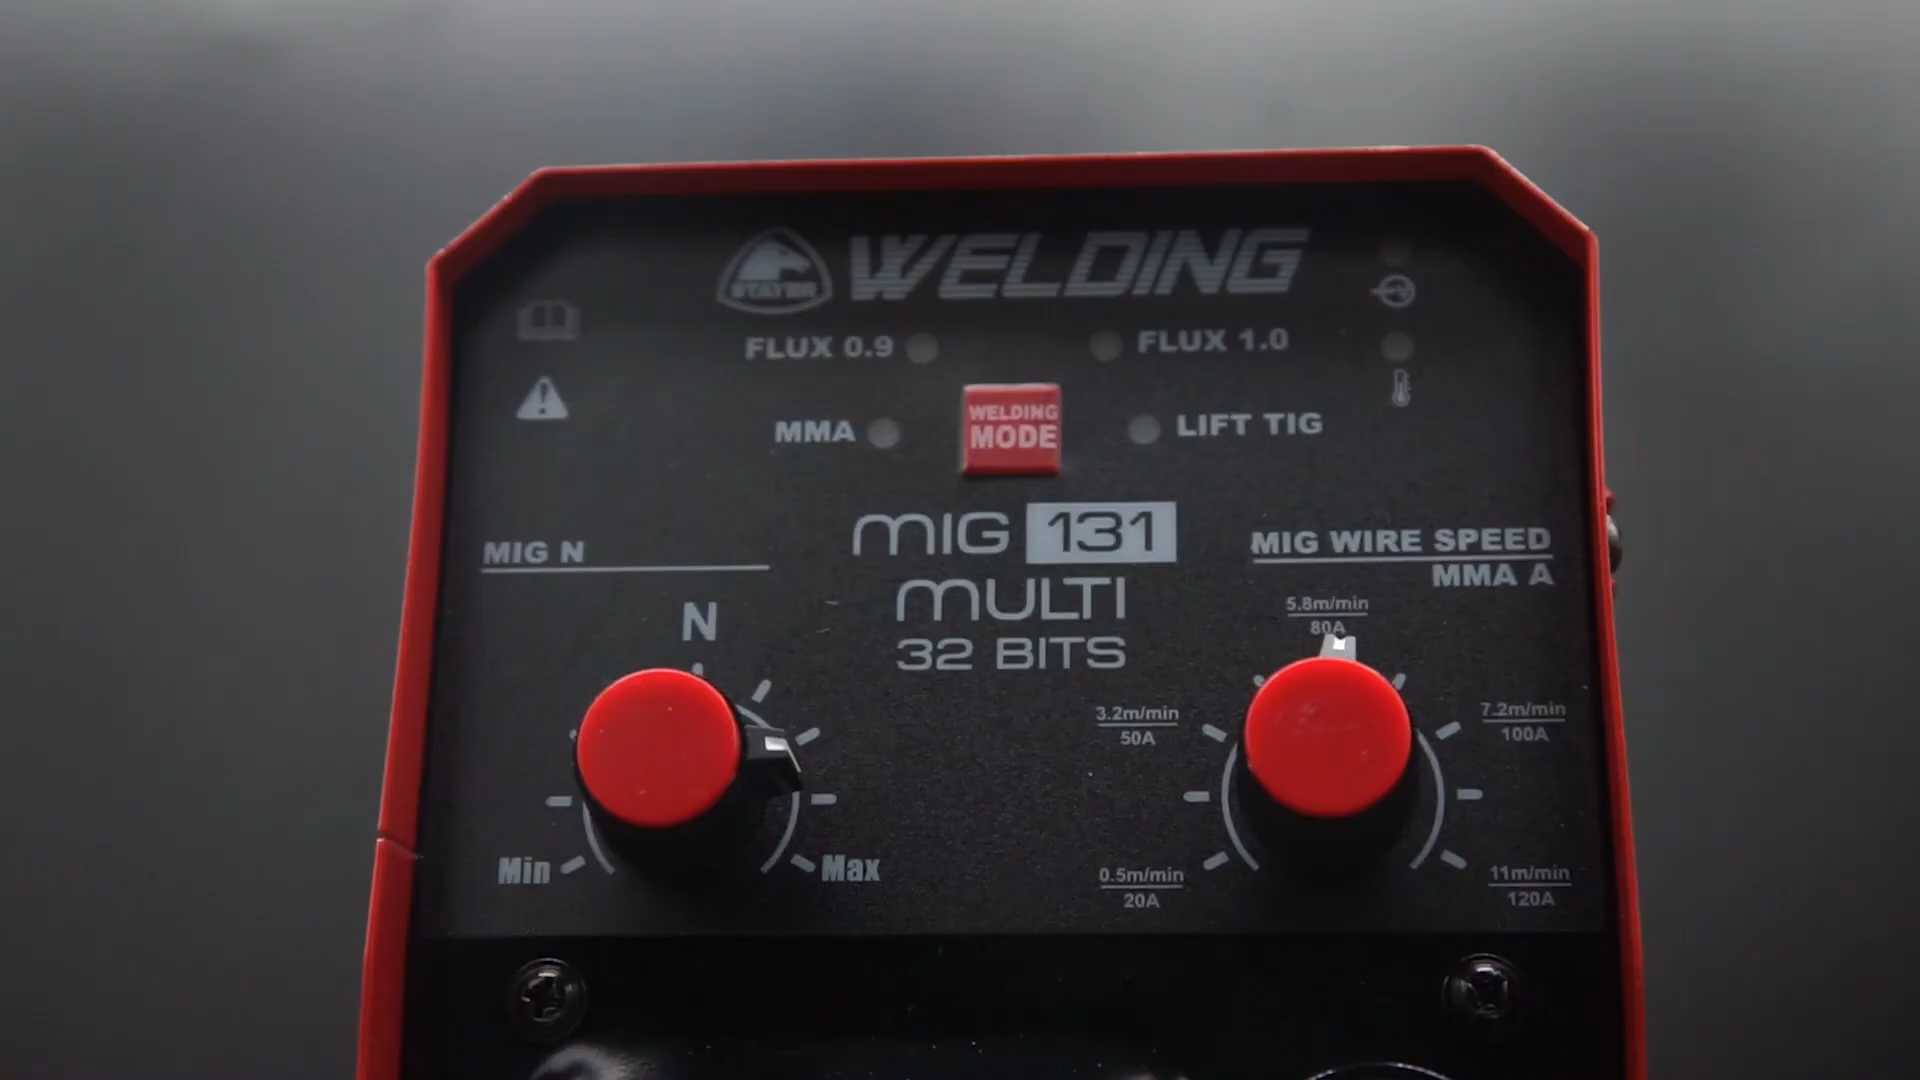 STAYER WELDING
FLUX 0.9
FLUX 1.0
MMA
WELDING
MODE
LIFT TIG
MIG 131
MULTI
32 BITS
MIG N
N
Min
Max
MIG WIRE SPEED
MMA A
5.8m/min
80A
3.2m/min
50A
7.2m/min
100A
0.5m/min
20A
11m/min
120A